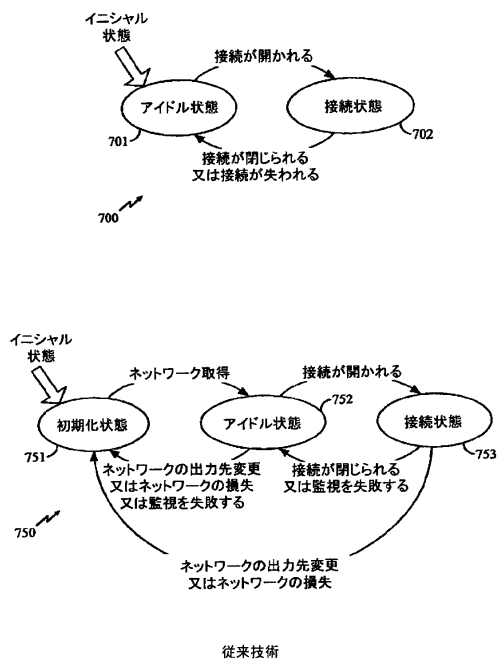 イニシャル
状態
接続が開かれる
アイドル状態
接続状態
701
702
接続が閉じられる
又は接続が失われる
700
イニシャル
状態
ネットワーク取得
752
接続が開かれる
初期化状態
アイドル状態
接続状態
751
753
ネットワークの出力先変更
又はネットワークの損失
又は監視を失敗する
接続が閉じられる
又は監視を失敗する
750
ネットワークの出力先変更
又はネットワークの損失
従来技術